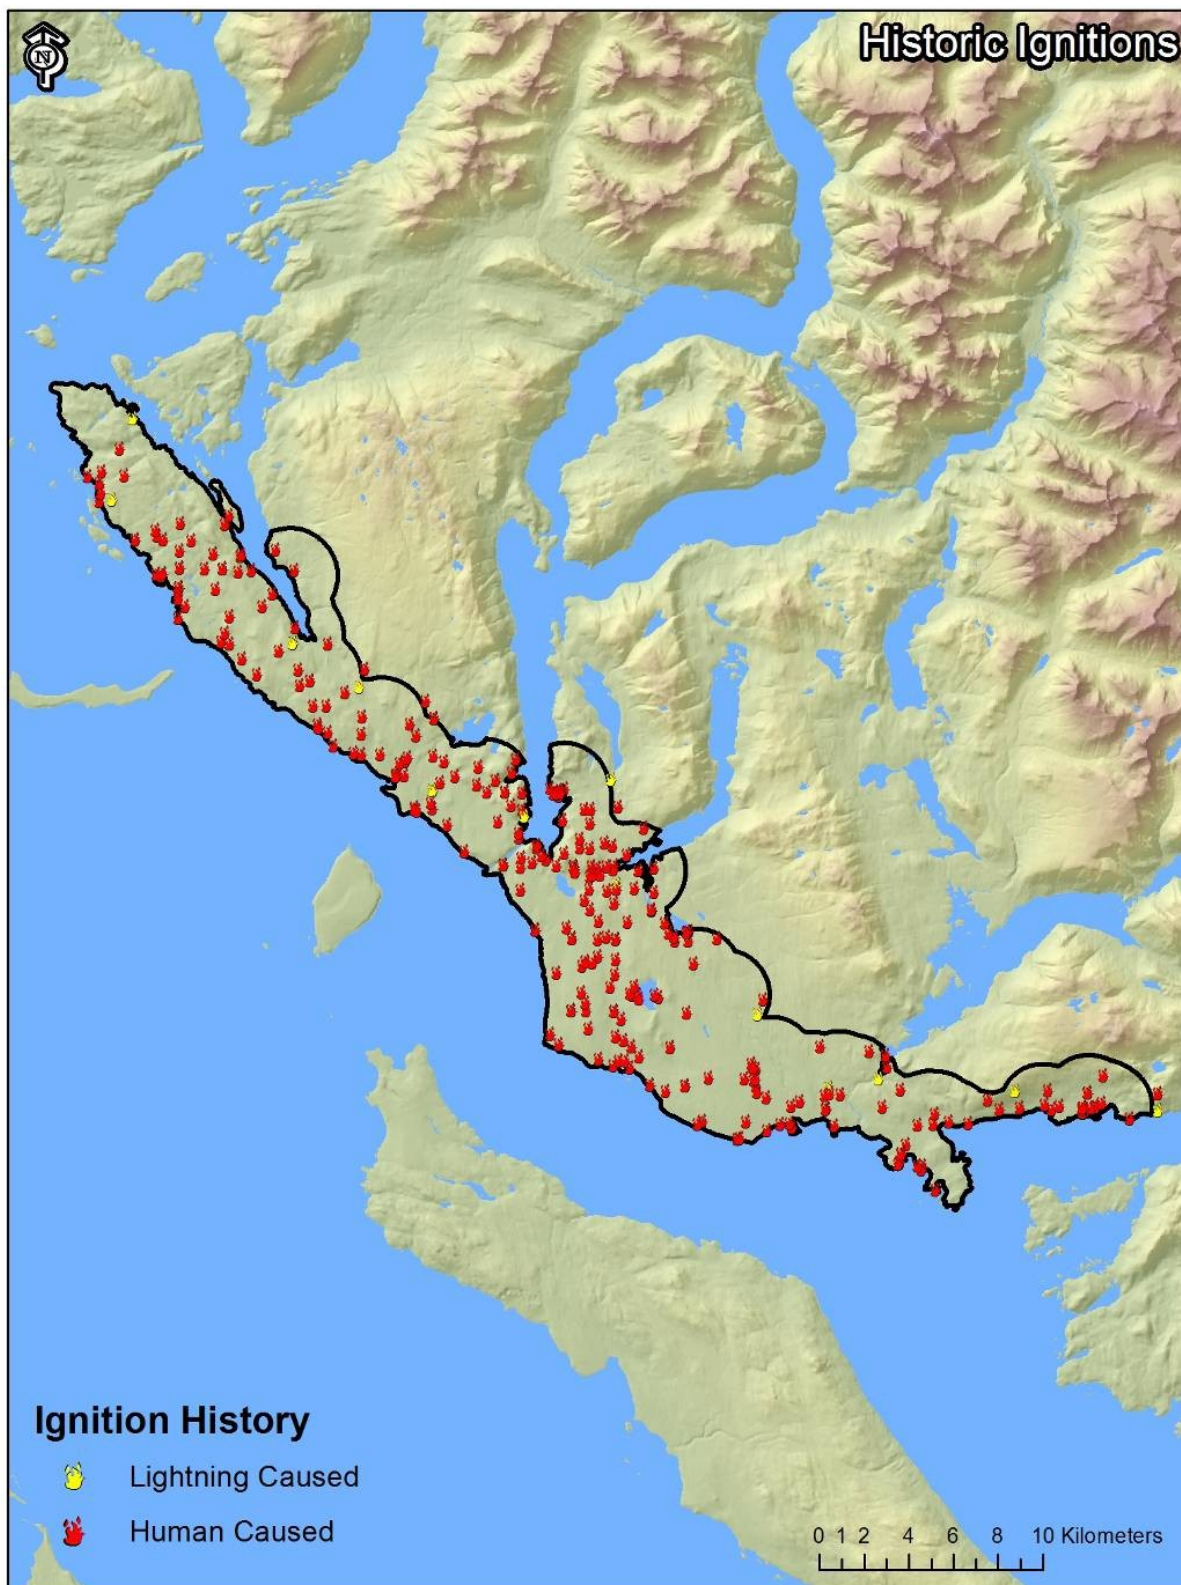 N
Historic Ignitions
Ignition History
Lightning Caused
Human Caused
0 1 2 4 6 8 10 Kilometers